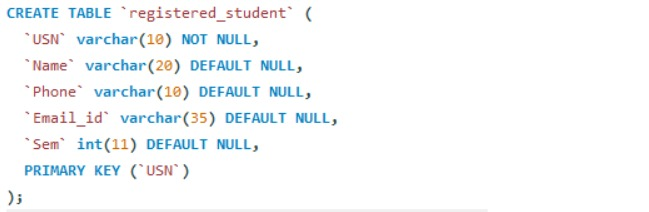 CREATE TABLE `registered_student` (
`USN` varchar(10) NOT NULL,
`Name` varchar(20) DEFAULT NULL,
`Phone` varchar(10) DEFAULT NULL,
`Email_id` varchar(35) DEFAULT NULL,
`Sem` int(11) DEFAULT NULL,
PRIMARY KEY (`USN`)
);